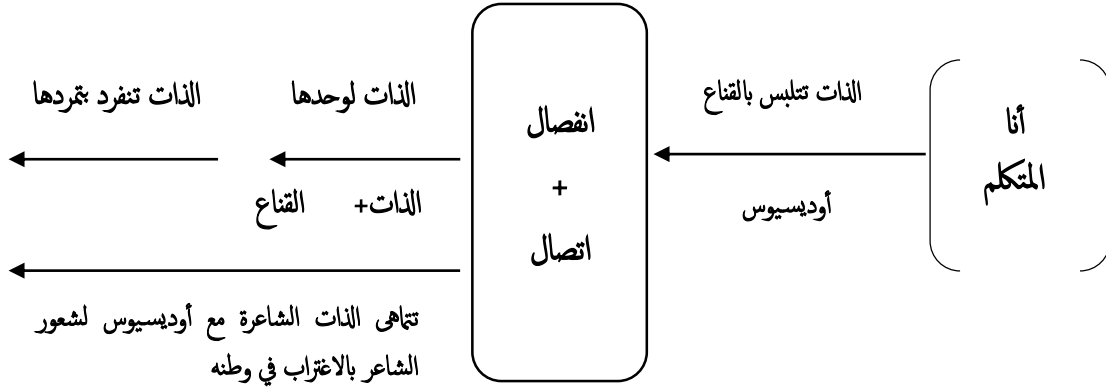 أنا
المتكلم
الذات تتلبس بالقناع
أوديسيوس
انفصال
+
اتصال
الذات لوحدها
الذات تنفرد بتمردها
الذات+ القناع
تتماهى الذات الشاعرة مع أوديسيوس لشعور
الشاعر بالاغتراب في وطنه